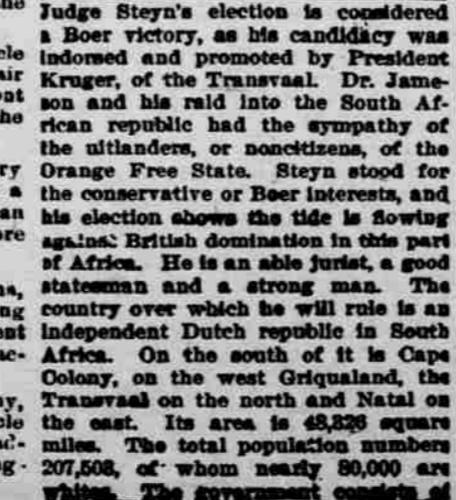 Judge Steyn's election is considered
a Boer victory, as his candidacy was
indorsed and promoted by President
Kruger, of the Transvaal. Dr. Jame-
son and his raid into the South Af-
rican republic had the sympathy of
the uitlanders, or noncitizens, of the
Orange Free State. Steyn stood for
the conservative or Boer interests, and
his election shows the tide is flowing
against British domination in this part
of Africa. He is an able jurist, a good
statesman and a strong man. The
country over which he will rule is an
independent Dutch republic in South
Africa. On the south of it is Cape
Colony, on the west Griqualand, the
Transvaal on the north and Natal on
the east. Its area is 48,326 square
miles. The total population numbers
207,503, of whom nearly 80,000 are
whites. The government consists of